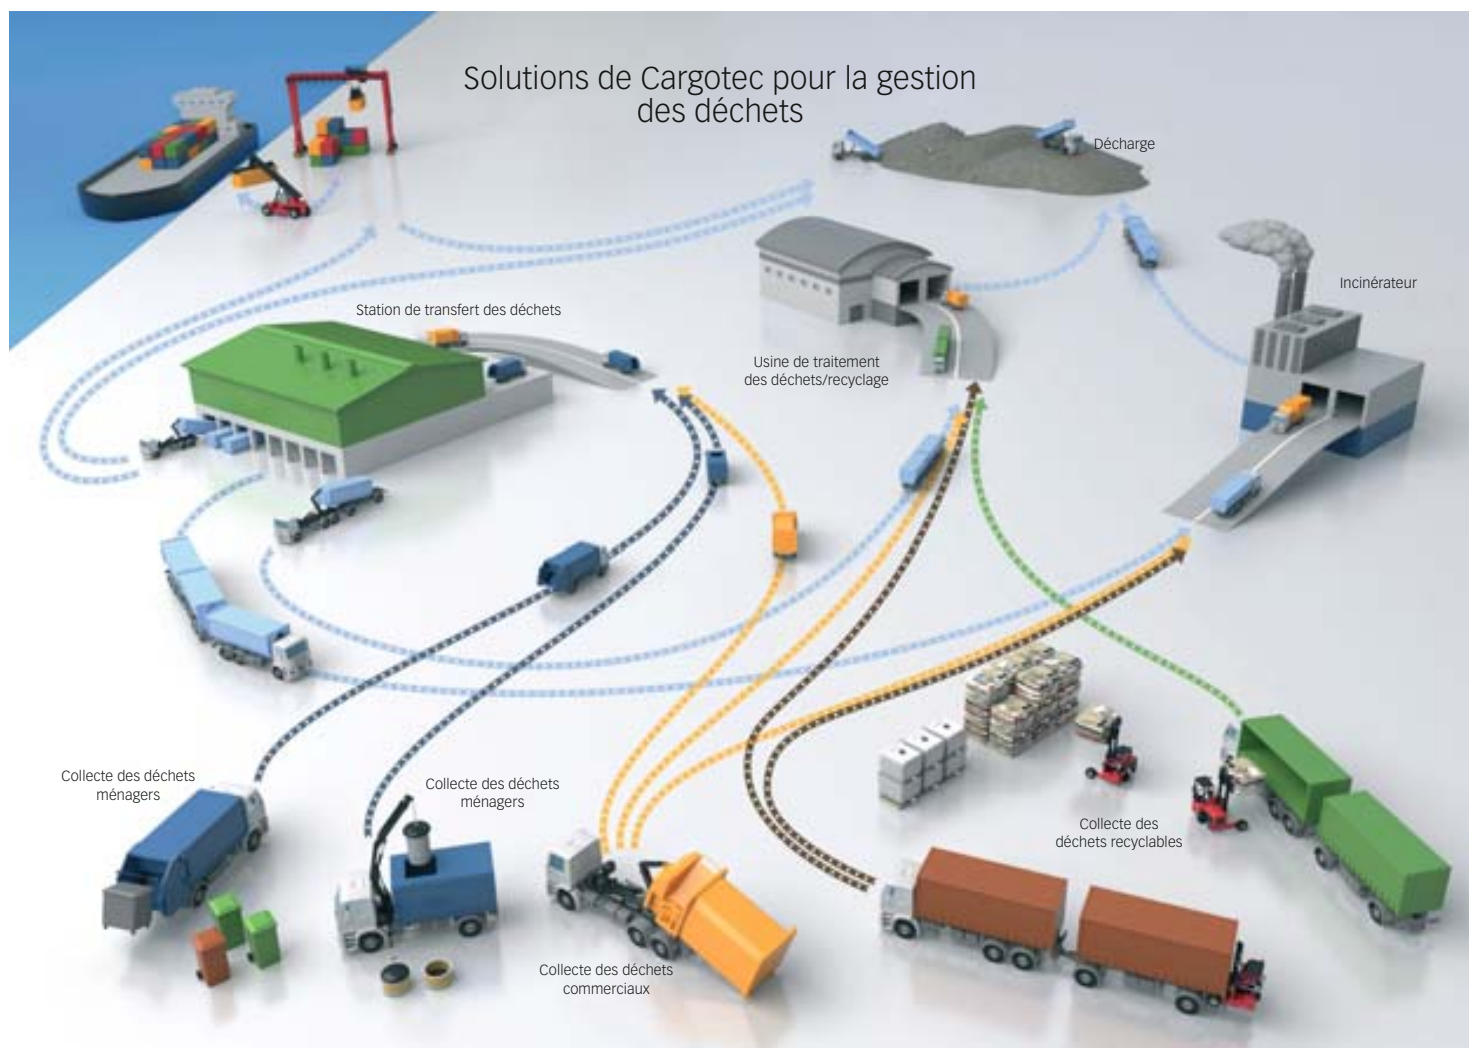 Solutions de Cargotec pour la gestion
des déchets
Décharge
Incinérateur
Station de transfert des déchets
Usine de traitement
des déchets/recyclage
Collecte des déchets
ménagers
Collecte des déchets
ménagers
Collecte des
déchets recyclables
Collecte des déchets
commerciaux